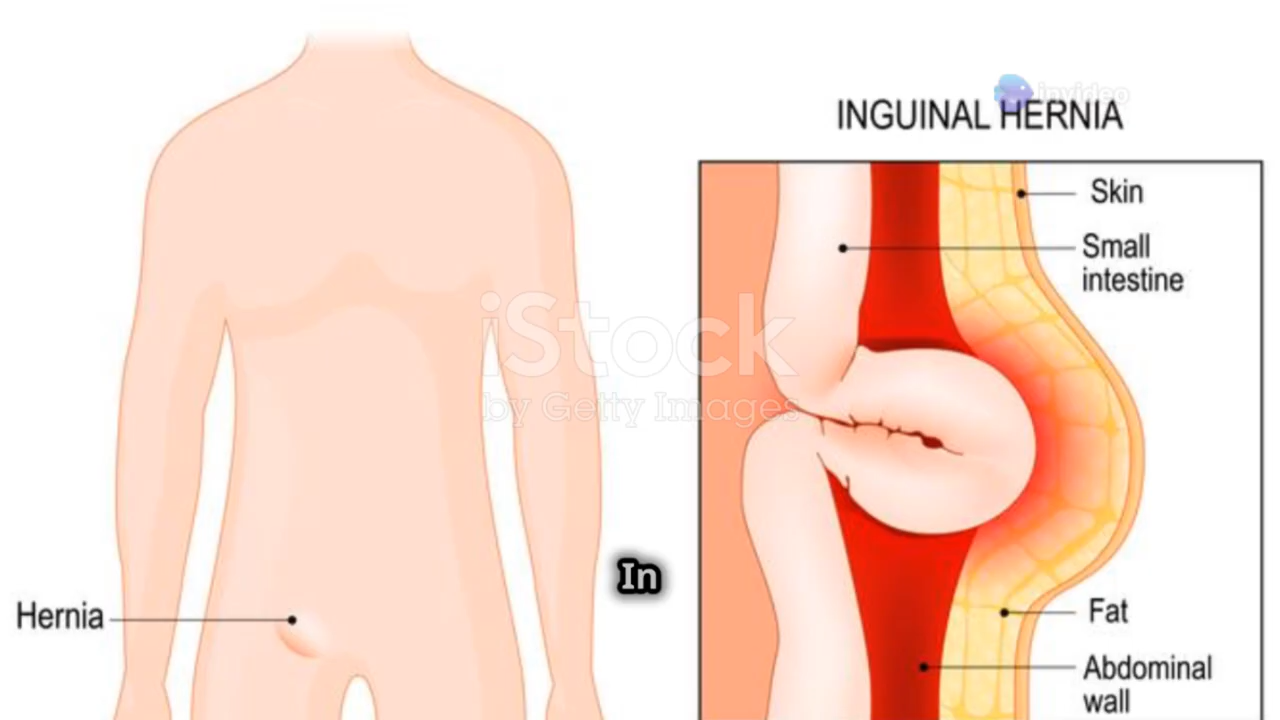 invideo
INGUINAL HERNIA
Skin
Small
intestine
iStock
by Getty Images
In
Hernia
Fat
Abdominal
wall